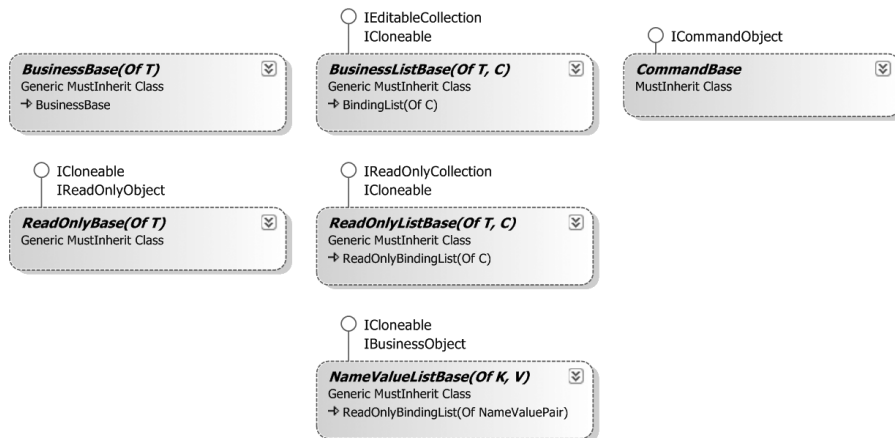 IEditableCollection
ICloneable
ICommandObject
BusinessBase(Of T)
Generic MustInherit Class
BusinessBase
BusinessListBase(Of T, C)
Generic MustInherit Class
BindingList(Of C)
CommandBase
MustInherit Class
ICloneable
IReadOnlyObject
IReadOnlyCollection
ICloneable
ReadOnlyBase(Of T)
Generic MustInherit Class
ReadOnlyListBase(Of T, C)
Generic MustInherit Class
ReadOnlyBindingList(Of C)
ICloneable
IBusinessObject
NameValueListBase(Of K, V)
Generic MustInherit Class
ReadOnlyBindingList(Of NameValuePair)